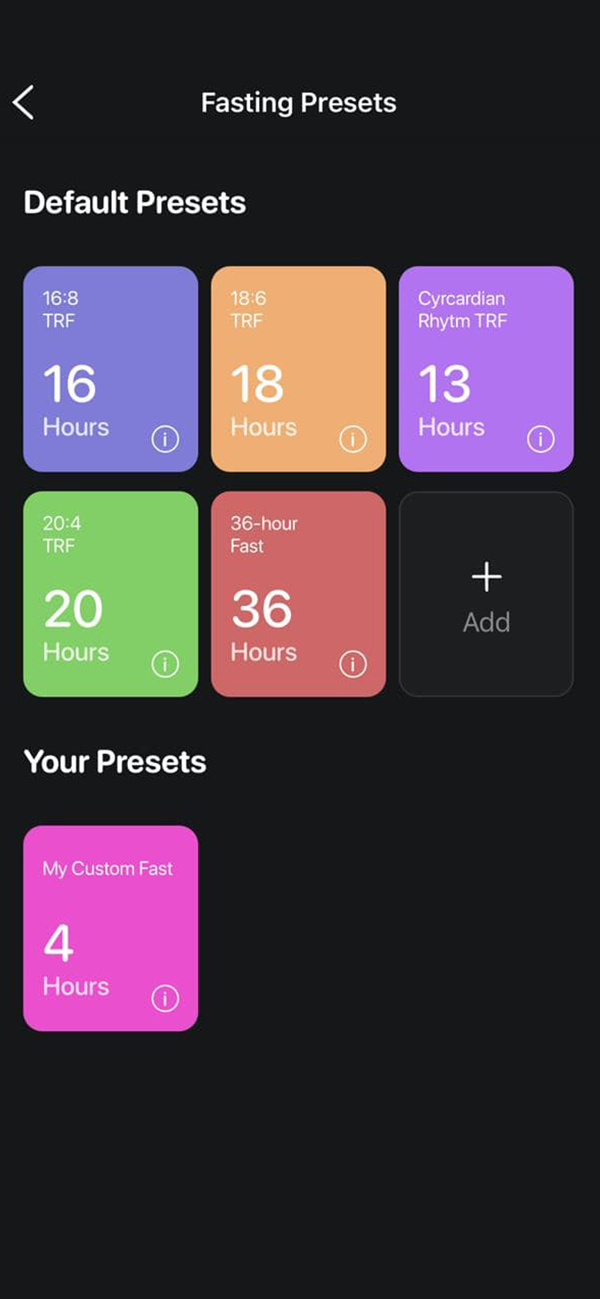 Fasting Presets
Default Presets
16:8
TRF
16
Hours
18:6
TRF
18
Hours
Cyrcardian
Rhytm TRF
13
Hours
20:4
TRF
20
Hours
36-hour
Fast
36
Hours
+
Add
Your Presets
My Custom Fast
4
Hours